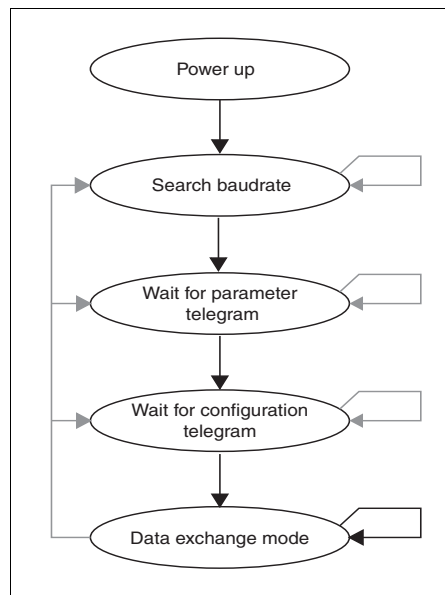 Power up
Search baudrate
Wait for parameter
telegram
Wait for configuration
telegram
Data exchange mode